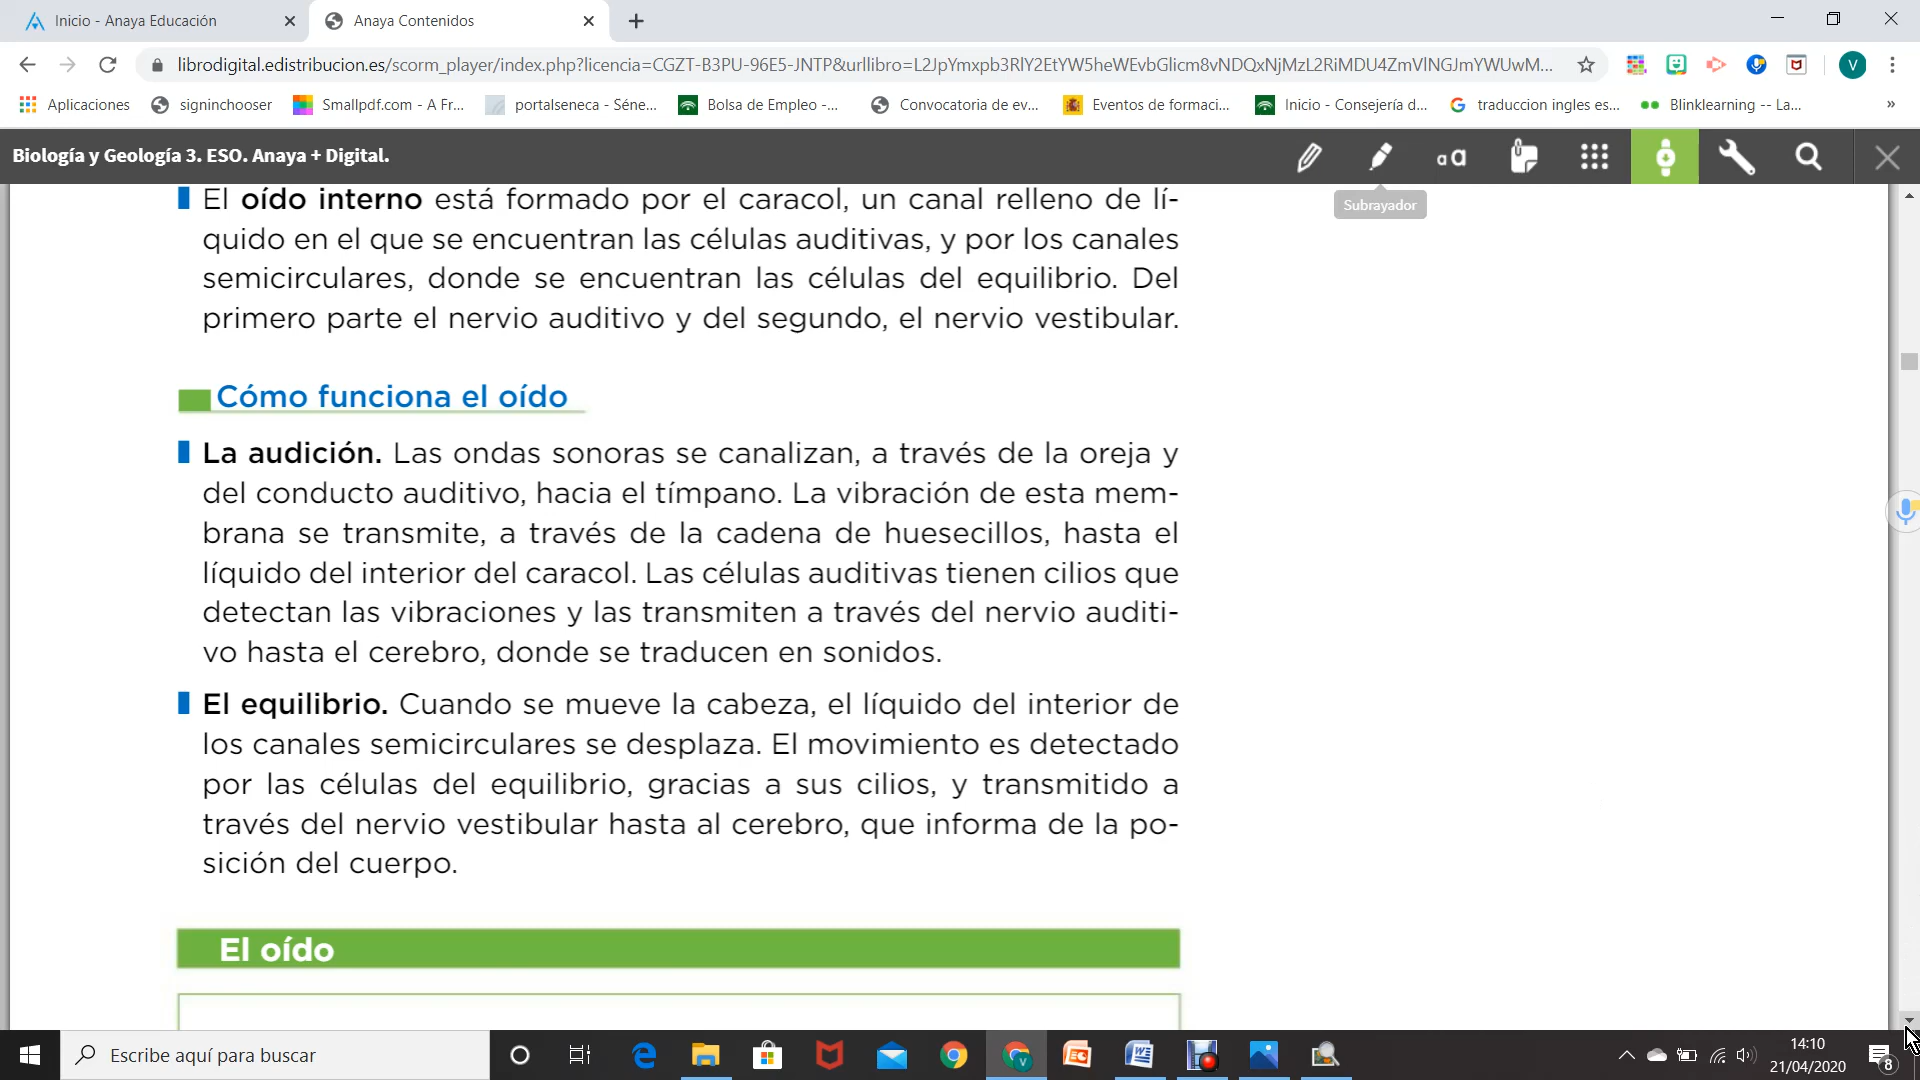 Inicio - Anaya Educación
Anaya Contenidos
librodigital.edistribucion.es/scorm_player/index.php?licencia=CGZT-B3PU-96E5-JNTP&urllibro=L2JpYmxpb3RlY2EtYW5heWEvbGlicm8vNDQxNjMzL2RiMDU4ZmVlNGJmYWUwM...
V
Aplicaciones
signinchooser
Smallpdf.com - A Fr...
portalseneca - Séne...
Bolsa de Empleo -...
Convocatoria de ev...
Eventos de formaci...
Inicio - Consejería d...
traduccion ingles es...
Blinklearning -- La...
»
Biología y Geología 3. ESO. Anaya + Digital.
aa
Subrayador
El oído interno está formado por el caracol, un canal relleno de lí-
quido en el que se encuentran las células auditivas, y por los canales
semicirculares, donde se encuentran las células del equilibrio. Del
primero parte el nervio auditivo y del segundo, el nervio vestibular.
Cómo funciona el oído
La audición. Las ondas sonoras se canalizan, a través de la oreja y
del conducto auditivo, hacia el tímpano. La vibración de esta mem-
brana se transmite, a través de la cadena de huesecillos, hasta el
líquido del interior del caracol. Las células auditivas tienen cilios que
detectan las vibraciones y las transmiten a través del nervio auditi-
vo hasta el cerebro, donde se traducen en sonidos.
El equilibrio. Cuando se mueve la cabeza, el líquido del interior de
los canales semicirculares se desplaza. El movimiento es detectado
por las células del equilibrio, gracias a sus cilios, y transmitido a
través del nervio vestibular hasta al cerebro, que informa de la po-
sición del cuerpo.
El oído
Escribe aquí para buscar
14:10
21/04/2020
8